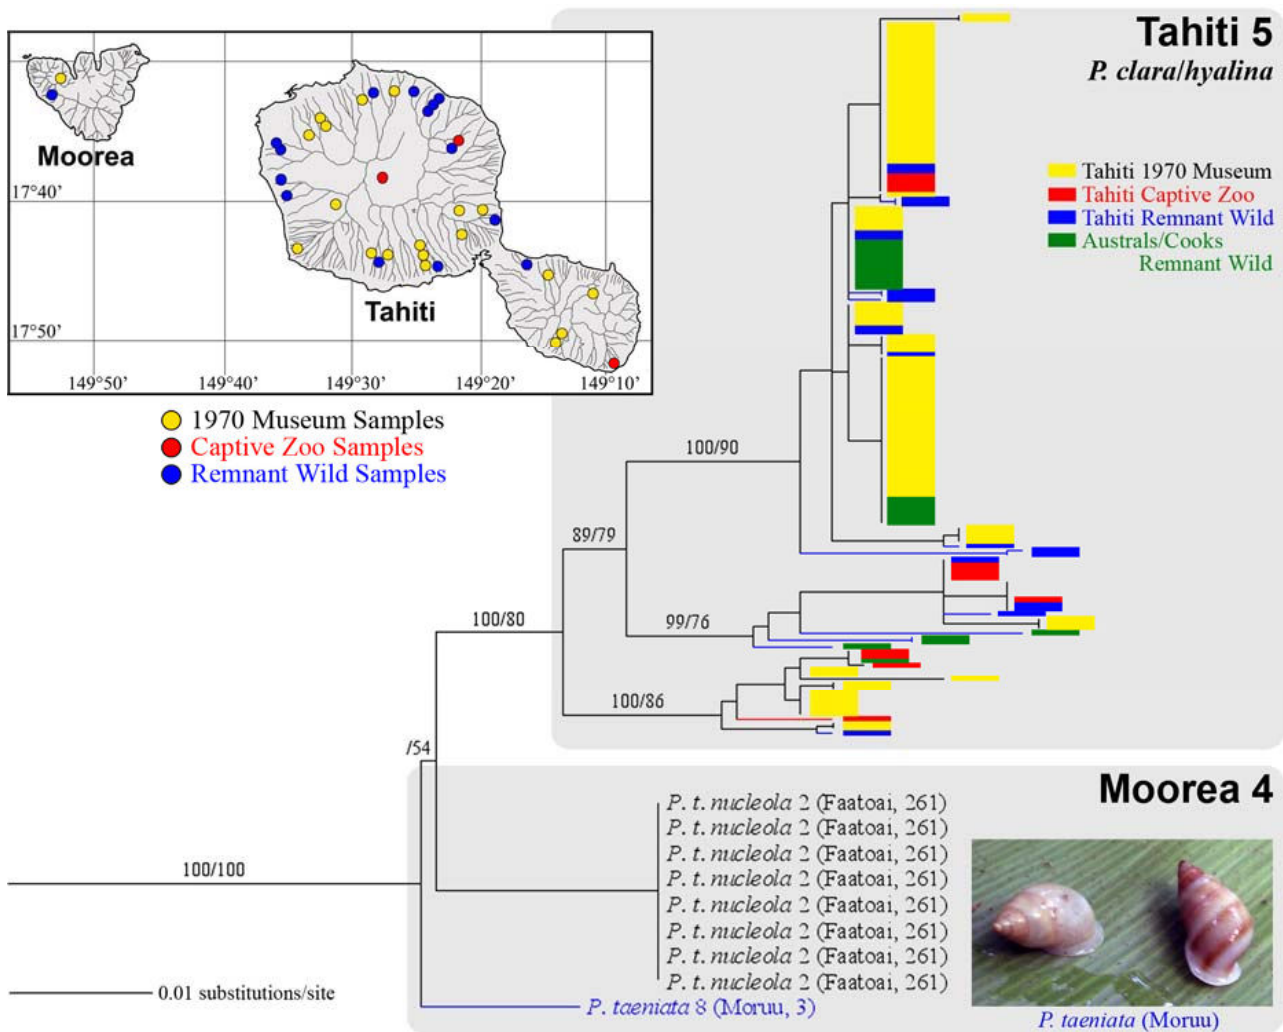 Tahiti 5
P. clara/hyalina
Moorea
17°40'
Tahiti
17°50'
149°50' 149°40' 149°30' 149°20' 149°10'
1970 Museum Samples
Captive Zoo Samples
Remnant Wild Samples
Tahiti 1970 Museum
Tahiti Captive Zoo
Tahiti Remnant Wild
Australs/Cooks
Remnant Wild
100/90
89/79
100/80
99/76
100/86
/54
100/100
Moorea 4
P. t. nucleola 2 (Faatoai, 261)
P. t. nucleola 2 (Faatoai, 261)
P. t. nucleola 2 (Faatoai, 261)
P. t. nucleola 2 (Faatoai, 261)
P. t. nucleola 2 (Faatoai, 261)
P. t. nucleola 2 (Faatoai, 261)
P. t. nucleola 2 (Faatoai, 261)
P. t. nucleola 2 (Faatoai, 261)
P. taeniata 8 (Moruu, 3)
0.01 substitutions/site
P. taeniata (Moruu)